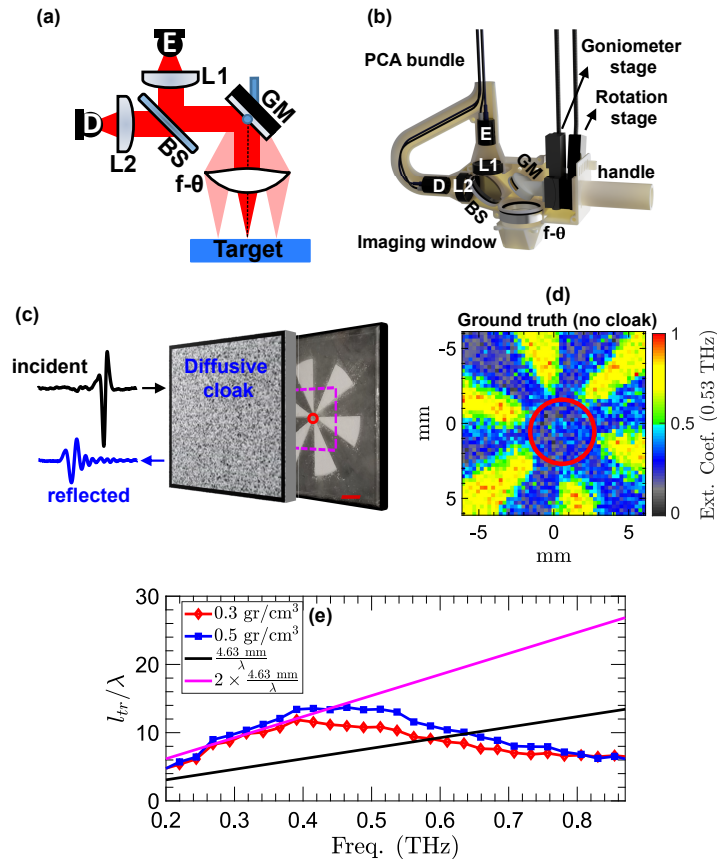 (a)
E
L1
GM
D
L2
BS
f-θ
Target
(b)
PCA bundle
Goniometer
stage
Rotation
stage
E
GM
handle
L1
D
L2
BS
f-θ
Imaging window
(c)
incident
Diffusive
cloak
reflected
(d)
Ground truth (no cloak)
-5
0
5
mm
-5
0
5
mm
1
0.5
0
Ext. Coef. (0.53 THz)
(e)
0.3 gr/cm³
0.5 gr/cm³
4.63 mm/λ
2 × 4.63 mm/λ
30
20
10
0
l_tr/λ
0.2
0.3
0.4
0.5
0.6
0.7
0.8
Freq. (THz)